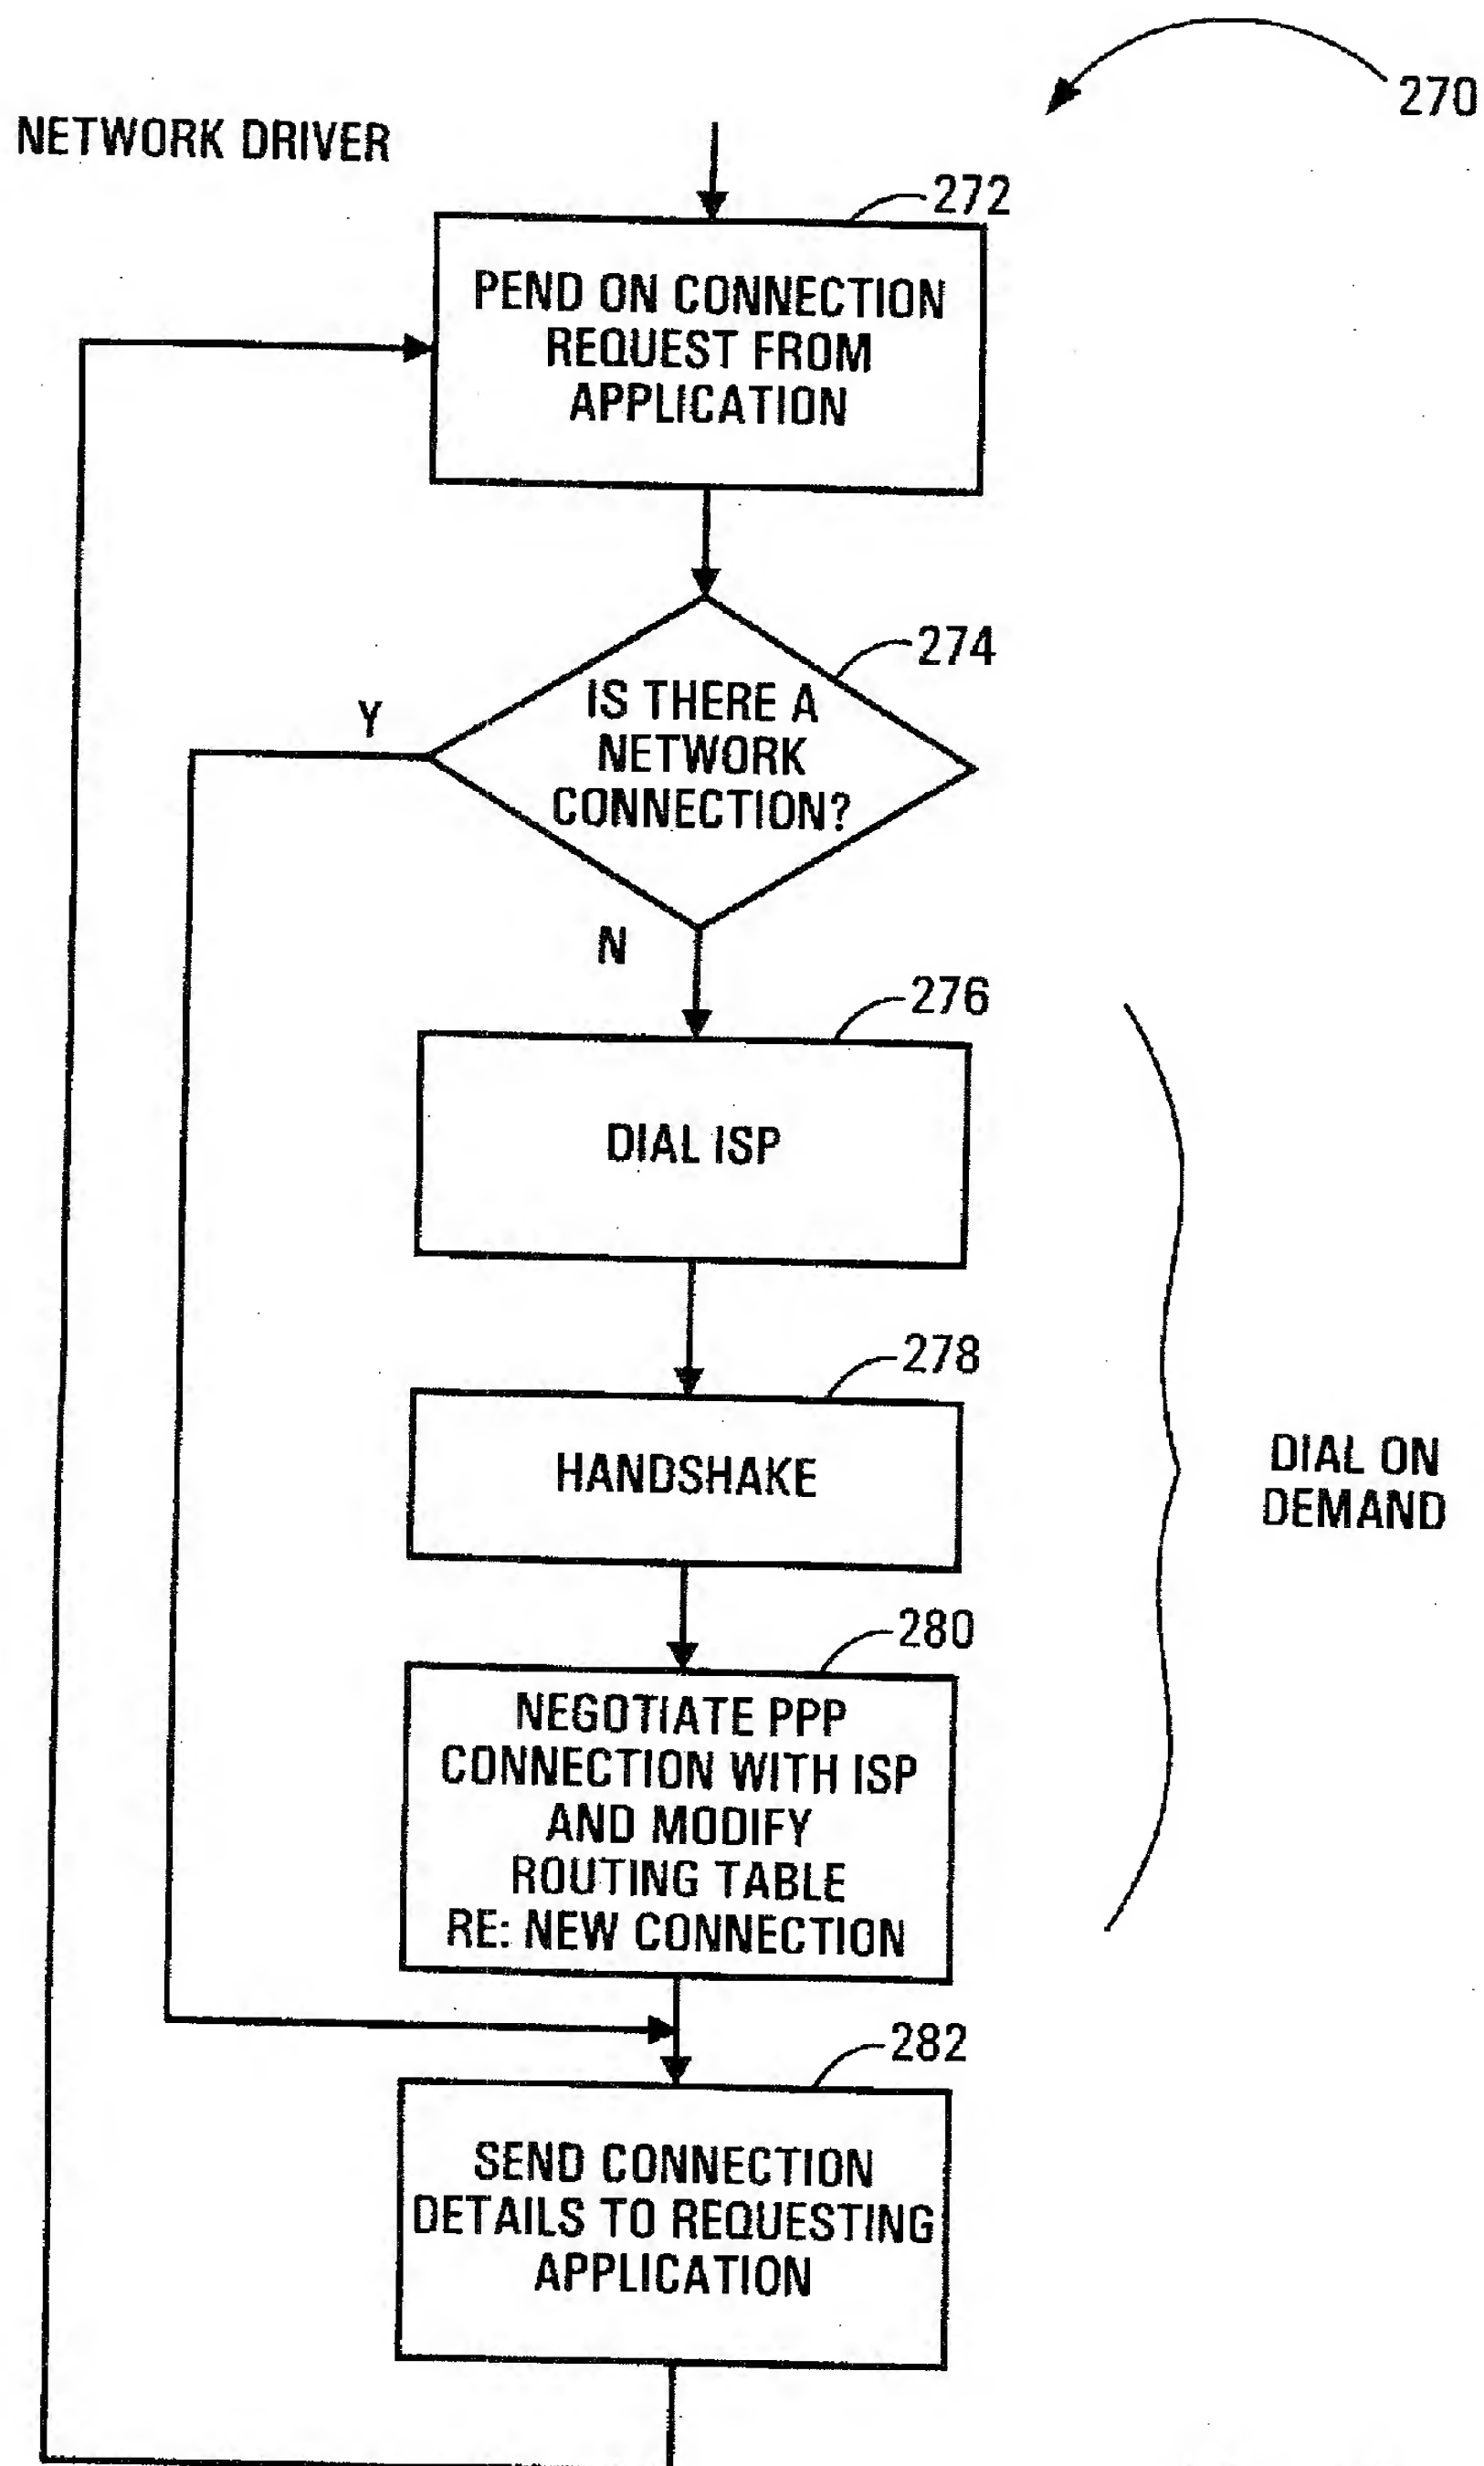 270
NETWORK DRIVER
272
PEND ON CONNECTION
REQUEST FROM
APPLICATION
274
IS THERE A
NETWORK
CONNECTION?
Y
N
276
DIAL ISP
278
HANDSHAKE
DIAL ON
DEMAND
280
NEGOTIATE PPP
CONNECTION WITH ISP
AND MODIFY
ROUTING TABLE
RE: NEW CONNECTION
282
SEND CONNECTION
DETAILS TO REQUESTING
APPLICATION